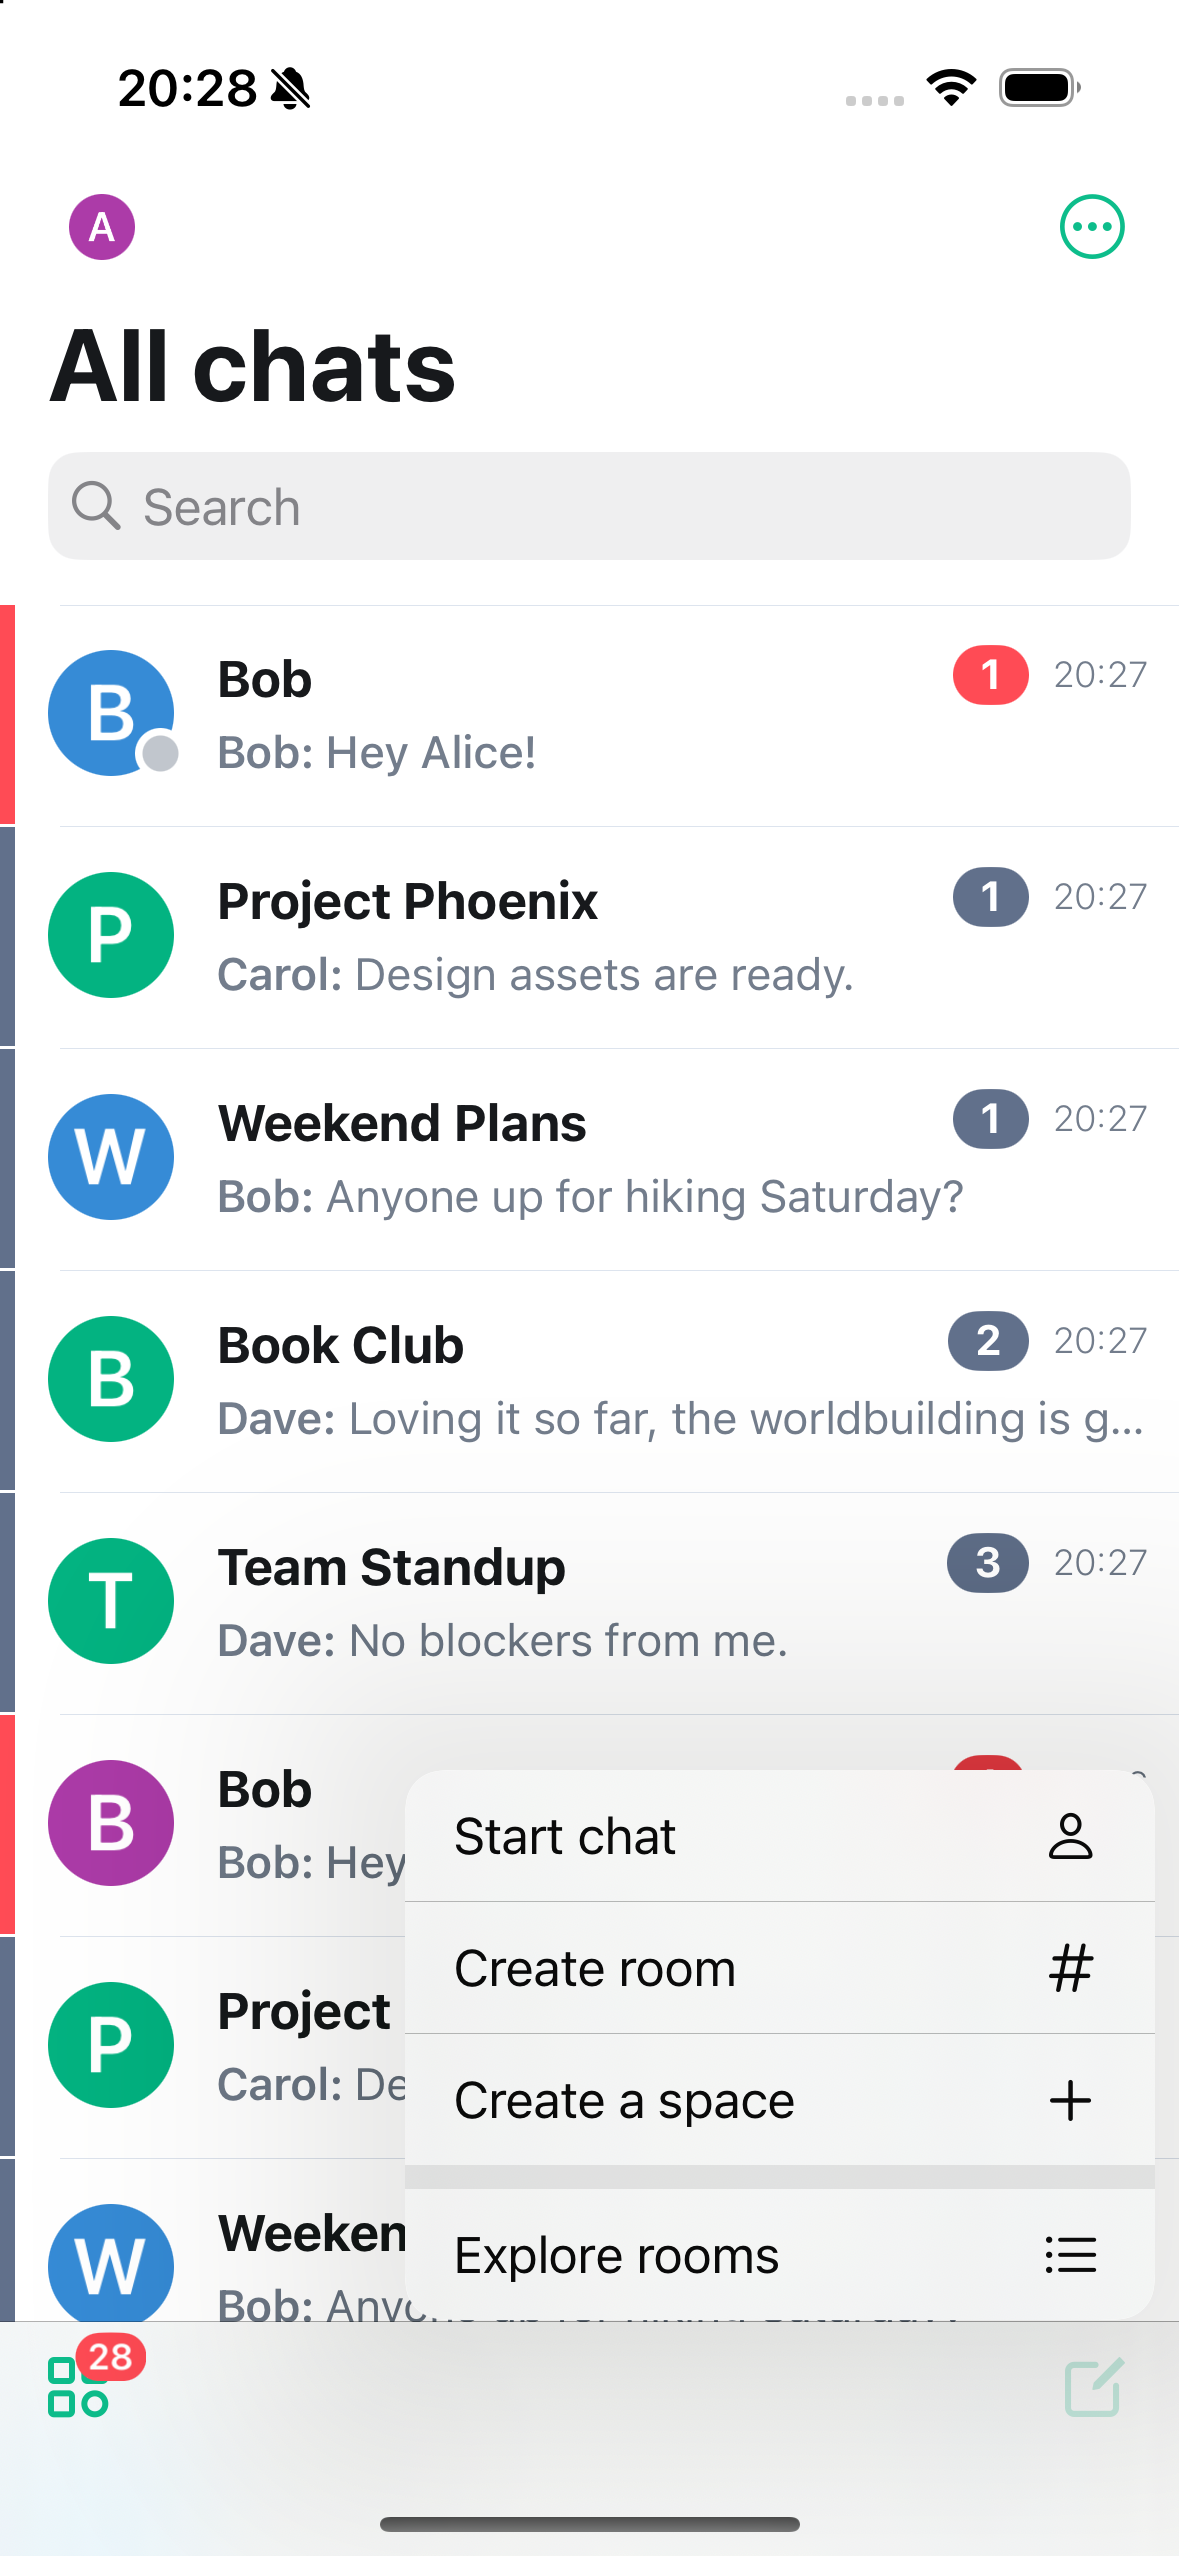 20:28
A
All chats
Search
B
Bob
1
20:27
Bob: Hey Alice!
P
Project Phoenix
1
20:27
Carol: Design assets are ready.
W
Weekend Plans
1
20:27
Bob: Anyone up for hiking Saturday?
B
Book Club
2
20:27
Dave: Loving it so far, the worldbuilding is g...
T
Team Standup
3
20:27
Dave: No blockers from me.
B
Bob
Bob: Hey
Start chat
Create room
P
Project
Carol: De
Create a space
W
Weeken
Explore rooms
Bob:
28